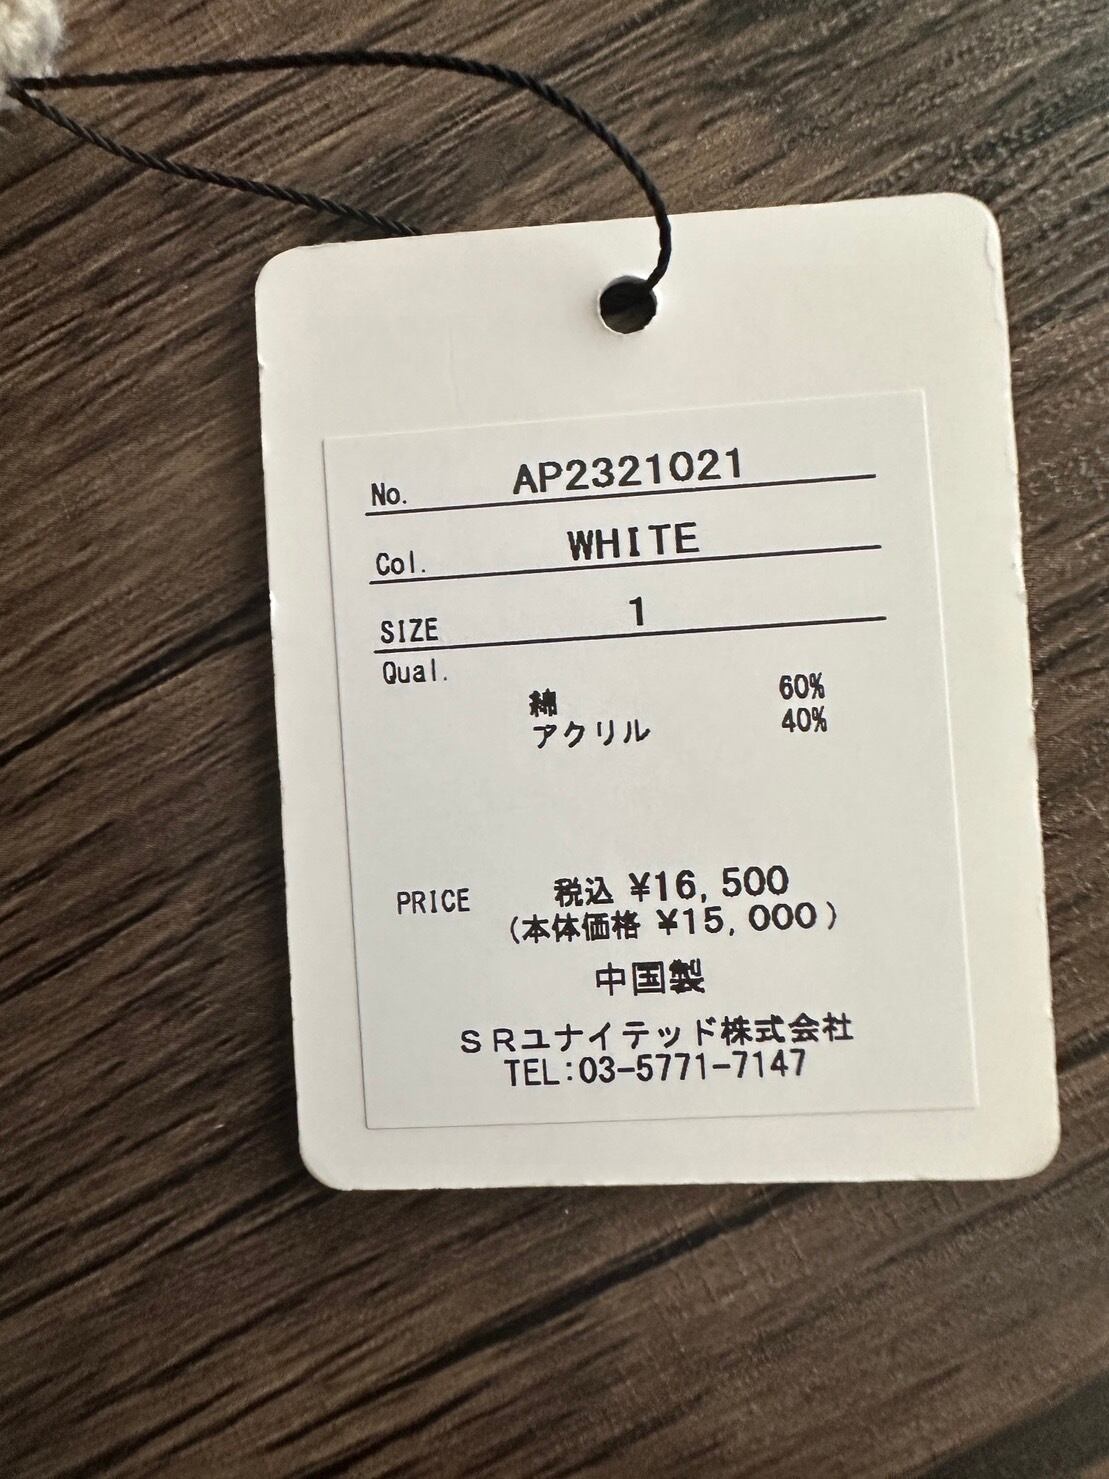 No. AP2321021
Col. WHITE
SIZE 1
Qual.
綿 60%
アクリル 40%
PRICE 税込 ¥16,500
(本体価格 ¥15,000)
中国製
SRユナイテッド株式会社
TEL:03-5771-7147